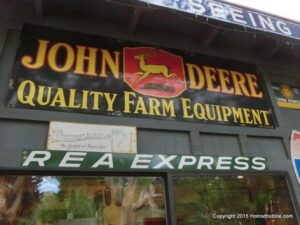 SEEING
JOHN DEERE
QUALITY FARM EQUIPMENT
REA EXPRESS
Copyright 2015 Hotrodhotline.com